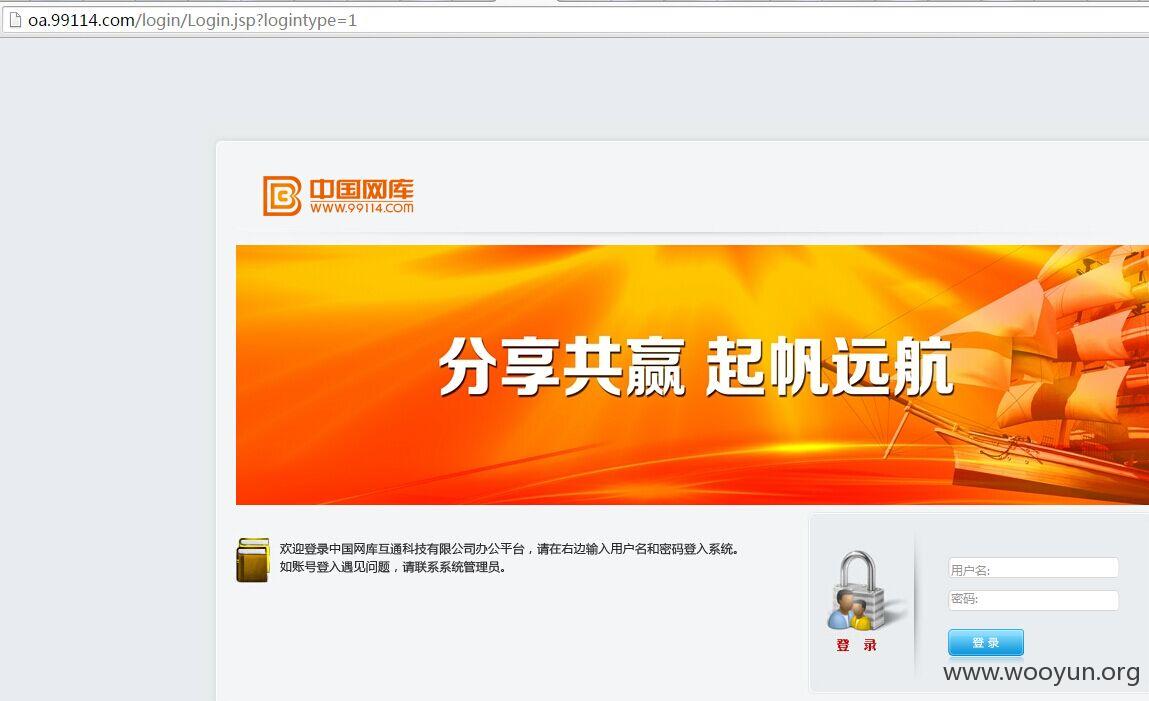 oa.99114.com/login/Login.jsp?logintype=1
中国网库
www.99114.com
分享共赢 起帆远航
欢迎登录中国网库互通科技有限公司办公平台，请在右边输入用户名和密码登入系统。
如账号登入遇见问题，请联系系统管理员。
用户名:
密码:
登 录
登 录
www.wooyun.org